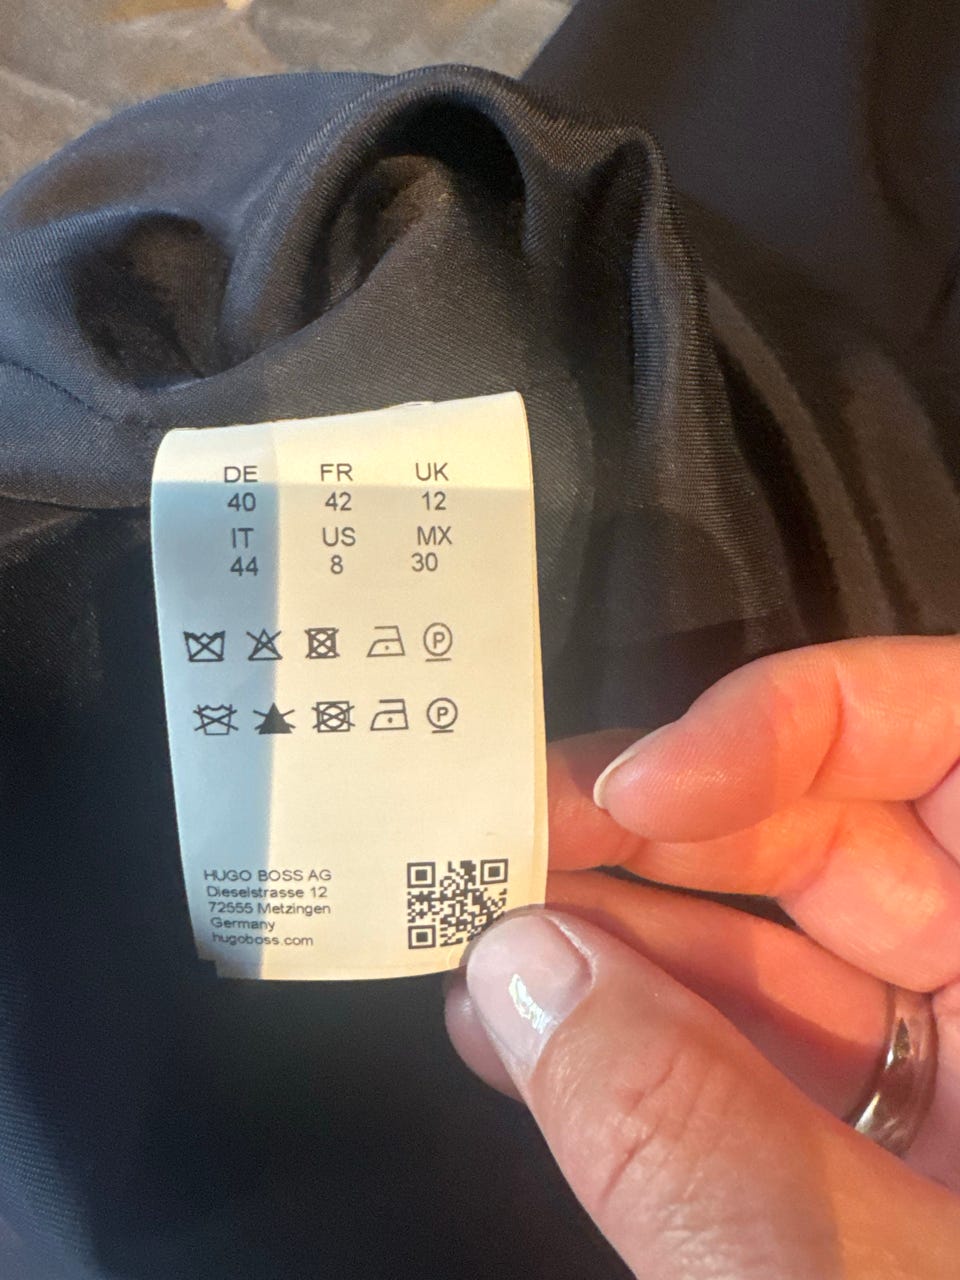 DE FR UK
40 42 12
IT US MX
44 8 30
P
P
HUGO BOSS AG
Dieselstrasse 12
72555 Metzingen
Germany
hugoboss.com